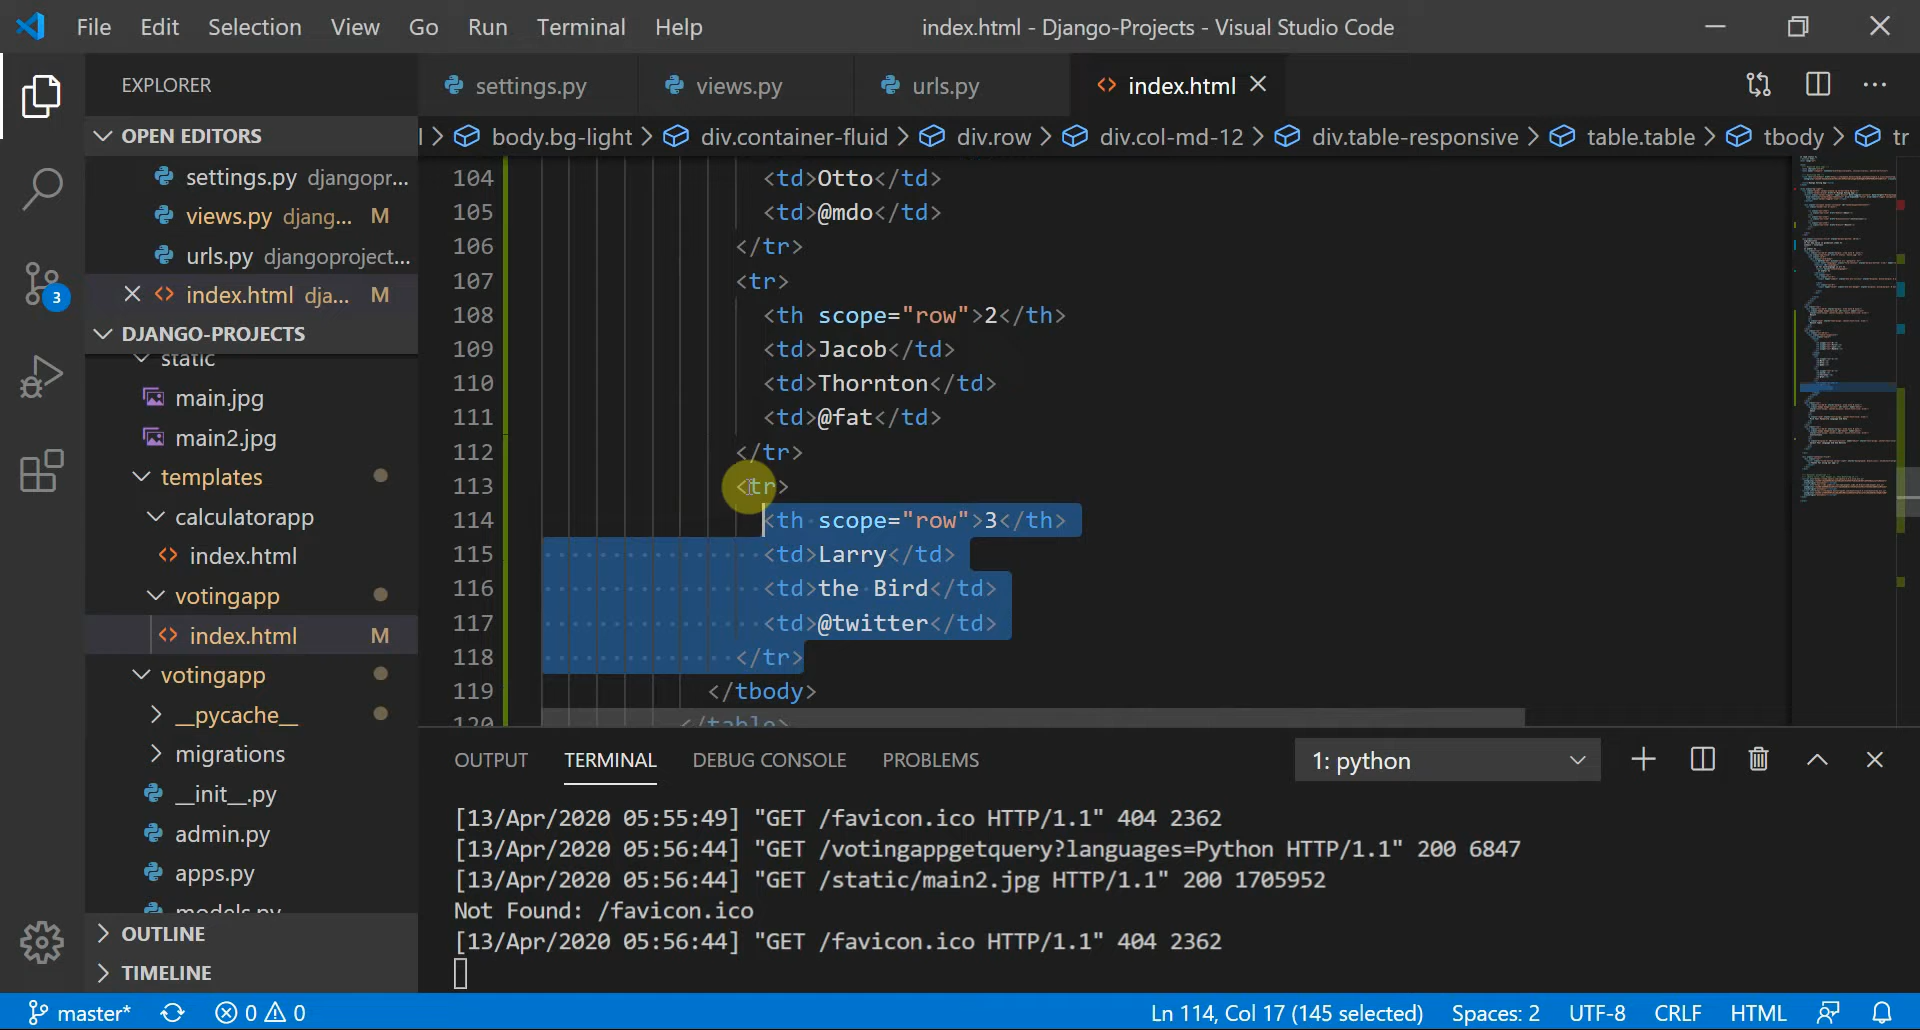 File Edit Selection View Go Run Terminal Help index.html - Django-Projects - Visual Studio Code
EXPLORER
settings.py views.py urls.py index.html
OPEN EDITORS
settings.py djangopr...
views.py djang... M
urls.py djangoproject...
index.html dja... M
3
DJANGO-PROJECTS
static
main.jpg
main2.jpg
templates
calculatorapp
index.html
votingapp
index.html M
votingapp
__pycache__
migrations
__init__.py
admin.py
apps.py
models.py
OUTLINE
TIMELINE
l > body.bg-light > div.container-fluid > div.row > div.col-md-12 > div.table-responsive > table.table > tbody > tr
104 <td>Otto</td>
105 <td>@mdo</td>
106 </tr>
107 <tr>
108 <th scope="row">2</th>
109 <td>Jacob</td>
110 <td>Thornton</td>
111 <td>@fat</td>
112 </tr>
113 <tr>
114 <th scope="row">3</th>
115 <td>Larry</td>
116 <td>the Bird</td>
117 <td>@twitter</td>
118 </tr>
119 </tbody>
120 </table>
OUTPUT TERMINAL DEBUG CONSOLE PROBLEMS 1: python
[13/Apr/2020 05:55:49] "GET /favicon.ico HTTP/1.1" 404 2362
[13/Apr/2020 05:56:44] "GET /votingappgetquery?languages=Python HTTP/1.1" 200 6847
[13/Apr/2020 05:56:44] "GET /static/main2.jpg HTTP/1.1" 200 1705952
Not Found: /favicon.ico
[13/Apr/2020 05:56:44] "GET /favicon.ico HTTP/1.1" 404 2362
master* 0 0 Ln 114, Col 17 (145 selected) Spaces: 2 UTF-8 CRLF HTML